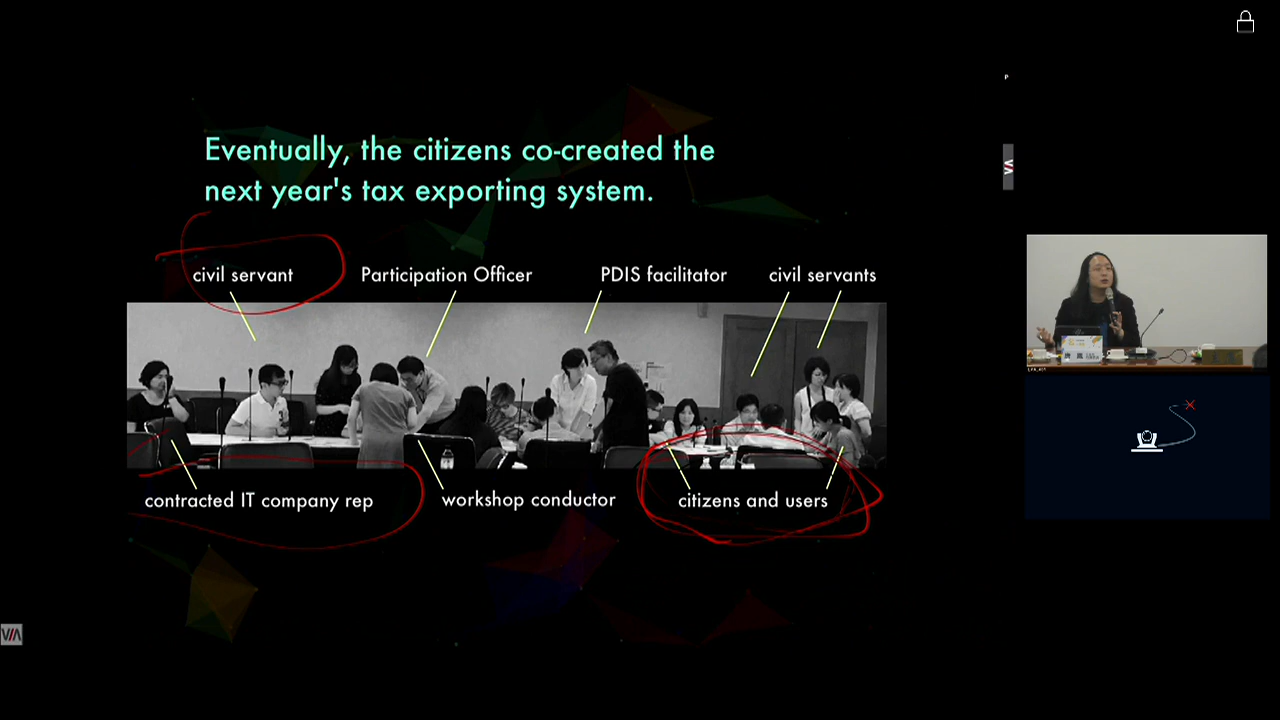 Eventually, the citizens co-created the
next year's tax exporting system.
civil servant
Participation Officer
PDIS facilitator
civil servants
contracted IT company rep
workshop conductor
citizens and users
VIA